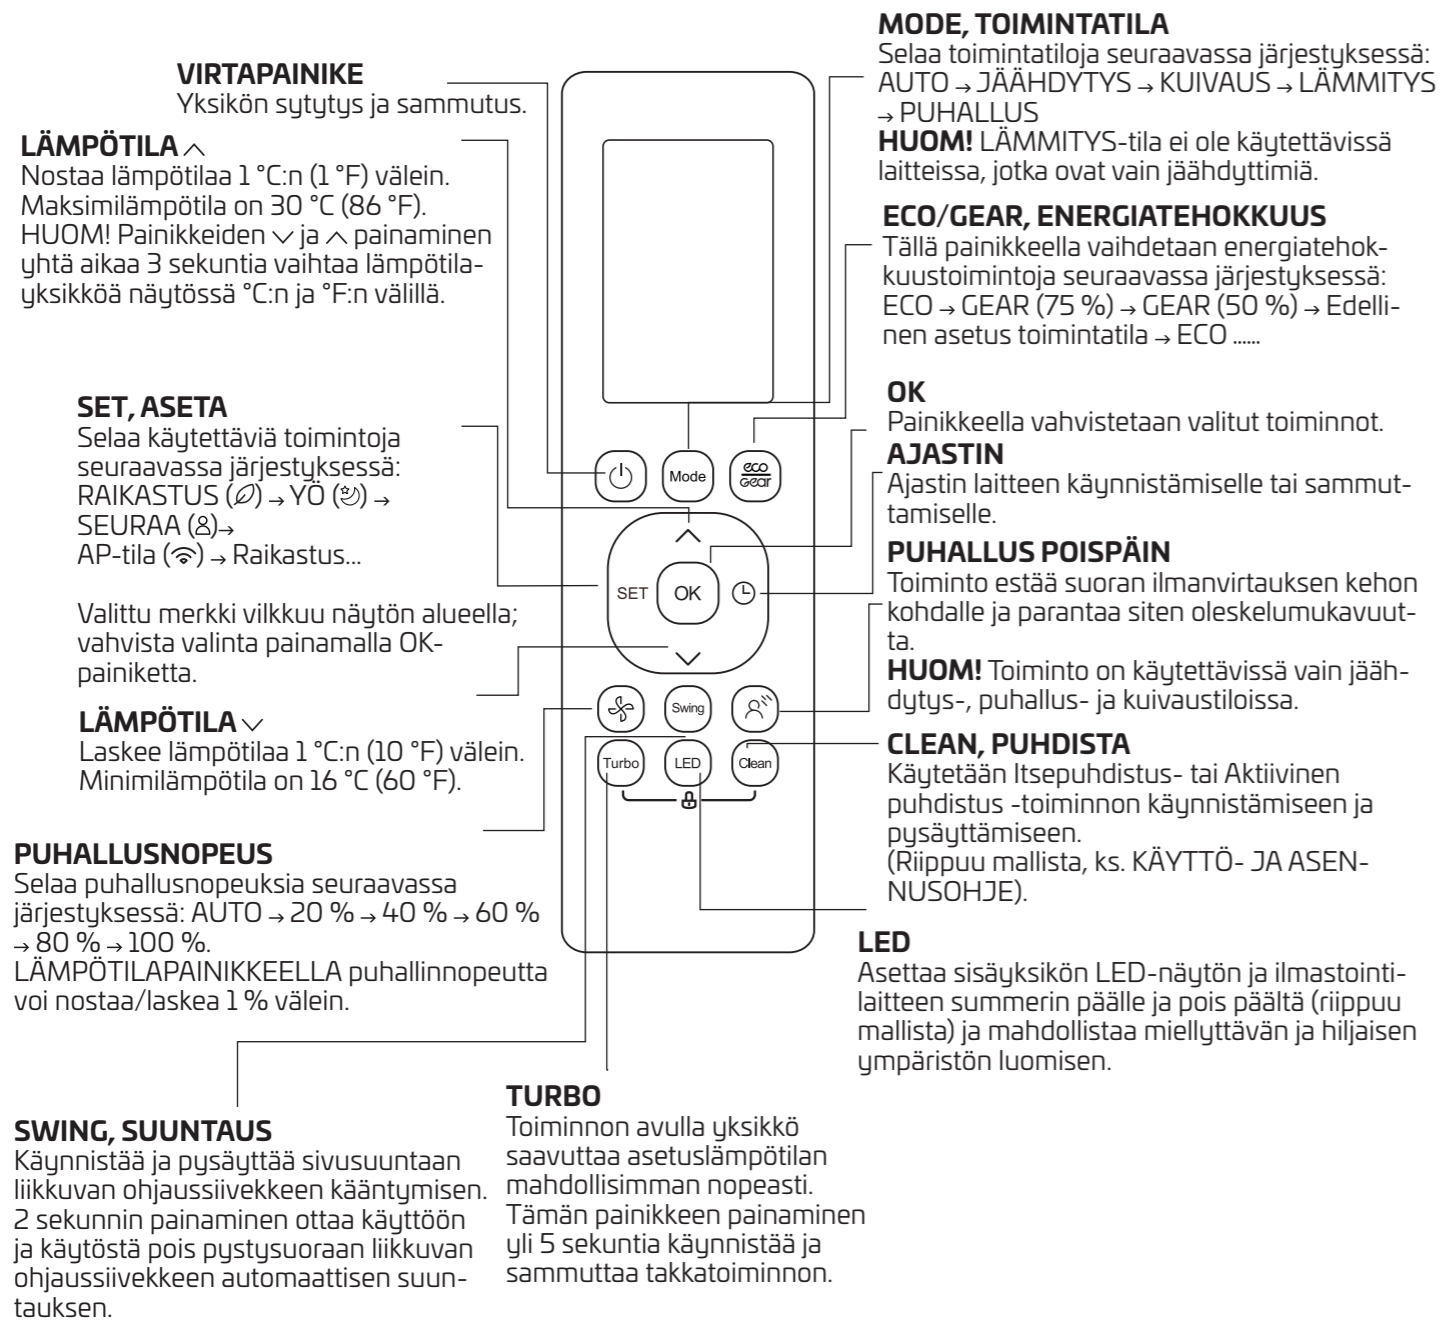 VIRTAPAINIKE
Yksikön sytytys ja sammutus.
LÄMPÖTILA
Nostaa lämpötilaa 1 °C:n (1 °F) välein.
Maksimilämpötila on 30 °C (86 °F).
HUOM! Painikkeiden ja painaminen
yhtä aikaa 3 sekuntia vaihtaa lämpötila-
yksikköä näytössä °C:n ja °F:n välillä.
SET, ASETA
Selaa käytettäviä toimintoja
seuraavassa järjestyksessä:
RAIKASTUS () → YÖ () →
SEURAA ()→
AP-tila () → Raikastus...
Valittu merkki vilkkuu näytön alueella;
vahvista valinta painamalla OK-
painiketta.
LÄMPÖTILA
Laskee lämpötilaa 1 °C:n (10 °F) välein.
Minimilämpötila on 16 °C (60 °F).
PUHALLUSNOPEUS
Selaa puhallusnopeuksia seuraavassa
järjestyksessä: AUTO → 20 % → 40 % → 60 %
→ 80 % → 100 %.
LÄMPÖTILAPAINIKKEELLA puhallinnopeutta
voi nostaa/laskea 1 % välein.
SWING, SUUNTAUS
Käynnistää ja pysäyttää sivusuuntaan
liikkuvan ohjaussiivekkeen kääntymisen.
2 sekunnin painaminen ottaa käyttöön
ja käytöstä pois pystysuoraan liikkuvan
ohjaussiivekkeen automaattisen suun-
tauksen.
Mode
eco
Gear
SET
OK
Swing
Turbo
LED
Clean
TURBO
Toiminnon avulla yksikkö
saavuttaa asetuslämpötilan
mahdollisimman nopeasti.
Tämän painikkeen painaminen
yli 5 sekuntia käynnistää ja
sammuttaa takkatoiminnon.
MODE, TOIMINTATILA
Selaa toimintatiloja seuraavassa järjestyksessä:
AUTO → JÄÄHDYTYS → KUIVAUS → LÄMMITYS
→ PUHALLUS
HUOM! LÄMMITYS-tila ei ole käytettävissä
laitteissa, jotka ovat vain jäähdyttimiä.
ECO/GEAR, ENERGIATEHOKKUUS
Tällä painikkeella vaihdetaan energiatehok-
kuustoimintoja seuraavassa järjestyksessä:
ECO → GEAR (75 %) → GEAR (50 %) → Edelli-
nen asetus toimintatila → ECO ......
OK
Painikkeella vahvistetaan valitut toiminnot.
AJASTIN
Ajastin laitteen käynnistämiselle tai sammut-
tamiselle.
PUHALLUS POISPÄIN
Toiminto estää suoran ilmanvirtauksen kehon
kohdalle ja parantaa siten oleskelumukavuut-
ta.
HUOM! Toiminto on käytettävissä vain jääh-
dytys-, puhallus- ja kuivaustiloissa.
CLEAN, PUHDISTA
Käytetään Itsepuhdistus- tai Aktiivinen
puhdistus -toiminnon käynnistämiseen ja
pysäyttämiseen.
(Riippuu mallista, ks. KÄYTTÖ- JA ASEN-
NUSOHJE).
LED
Asettaa sisäyksikön LED-näytön ja ilmastointi-
laitteen summerin päälle ja pois päältä (riippuu
mallista) ja mahdollistaa miellyttävän ja hiljaisen
ympäristön luomisen.